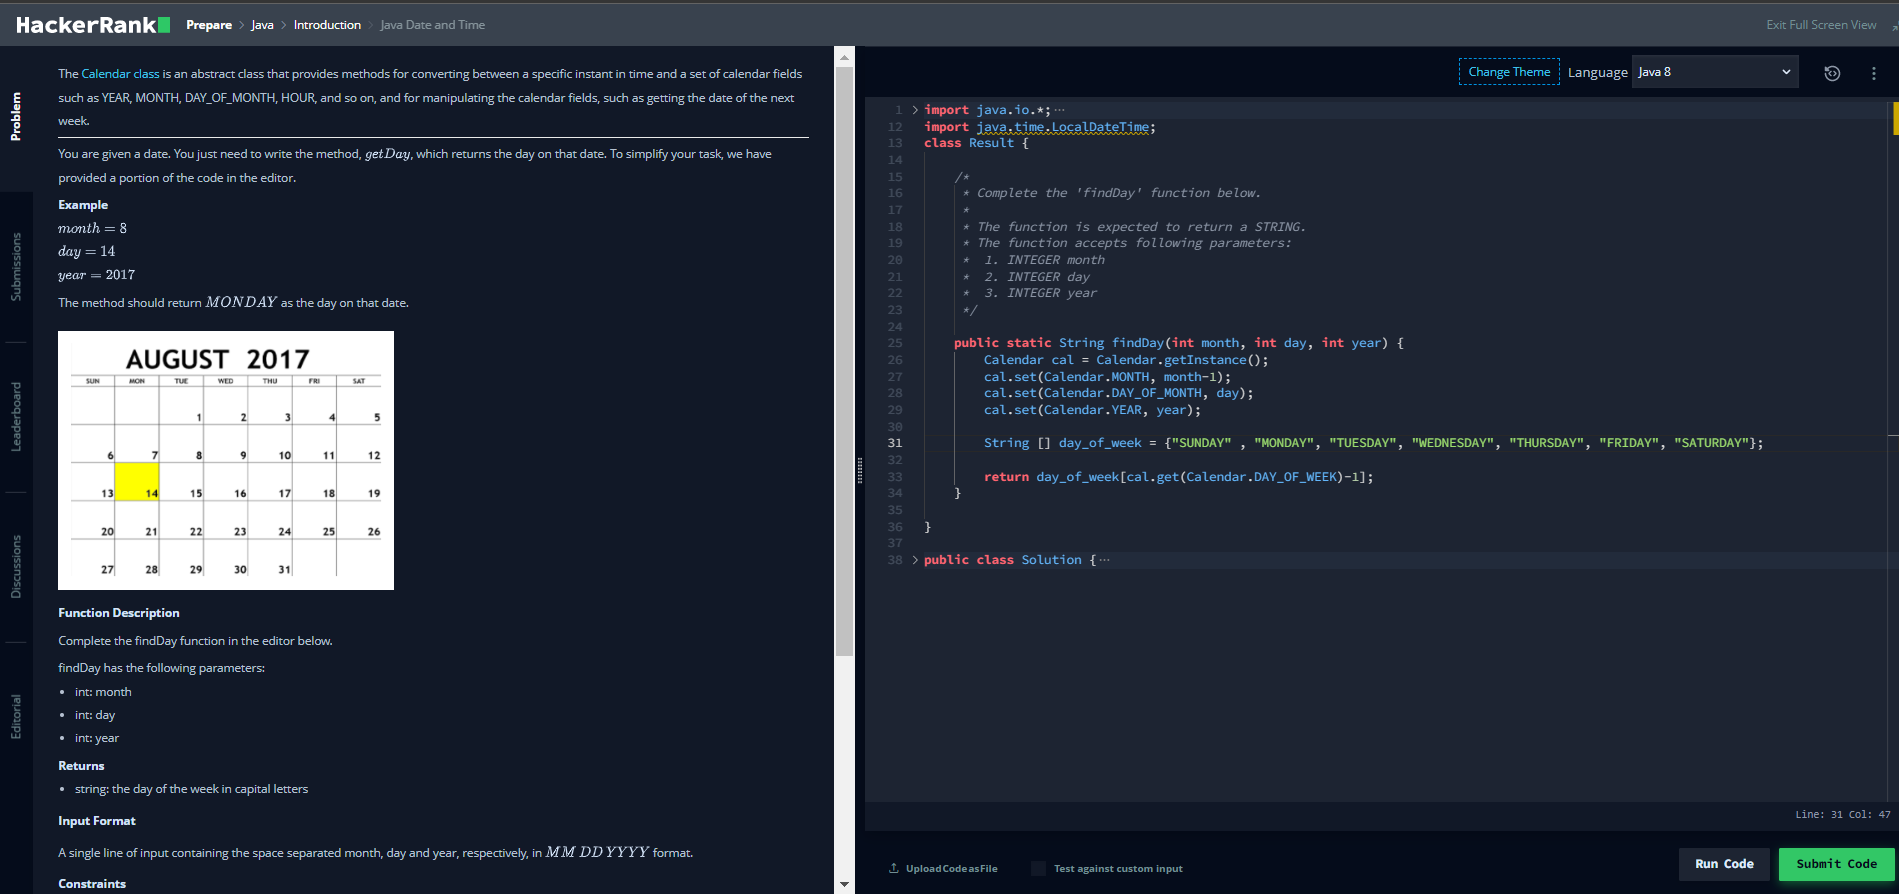 HackerRank
Prepare > Java > Introduction > Java Date and Time
Exit Full Screen View
Problem
Submissions
Leaderboard
Discussions
Editorial
The Calendar class is an abstract class that provides methods for converting between a specific instant in time and a set of calendar fields
such as YEAR, MONTH, DAY_OF_MONTH, HOUR, and so on, and for manipulating the calendar fields, such as getting the date of the next
week.
You are given a date. You just need to write the method, getDay, which returns the day on that date. To simplify your task, we have
provided a portion of the code in the editor.
Example
month = 8
day = 14
year = 2017
The method should return MONDAY as the day on that date.
AUGUST 2017
SUN MON TUE WED THU FRI SAT
1 2 3 4 5
6 7 8 9 10 11 12
13 14 15 16 17 18 19
20 21 22 23 24 25 26
27 28 29 30 31
Function Description
Complete the findDay function in the editor below.
findDay has the following parameters:
• int: month
• int: day
• int: year
Returns
• string: the day of the week in capital letters
Input Format
A single line of input containing the space separated month, day and year, respectively, in MM DD YYYY format.
Constraints
Change Theme Language Java 8
1 > import java.io.*; ···
12 import java.time.LocalDateTime;
13 class Result {
14
15 /*
16 * Complete the 'findDay' function below.
17 *
18 * The function is expected to return a STRING.
19 * The function accepts following parameters:
20 * 1. INTEGER month
21 * 2. INTEGER day
22 * 3. INTEGER year
23 */
24
25 public static String findDay(int month, int day, int year) {
26 Calendar cal = Calendar.getInstance();
27 cal.set(Calendar.MONTH, month-1);
28 cal.set(Calendar.DAY_OF_MONTH, day);
29 cal.set(Calendar.YEAR, year);
30
31 String [] day_of_week = {"SUNDAY" , "MONDAY", "TUESDAY", "WEDNESDAY", "THURSDAY", "FRIDAY", "SATURDAY"};
32
33 return day_of_week[cal.get(Calendar.DAY_OF_WEEK)-1];
34 }
35
36 }
37
38 > public class Solution { ···
Line: 31 Col: 47
Upload Code as File
Test against custom input
Run Code
Submit Code